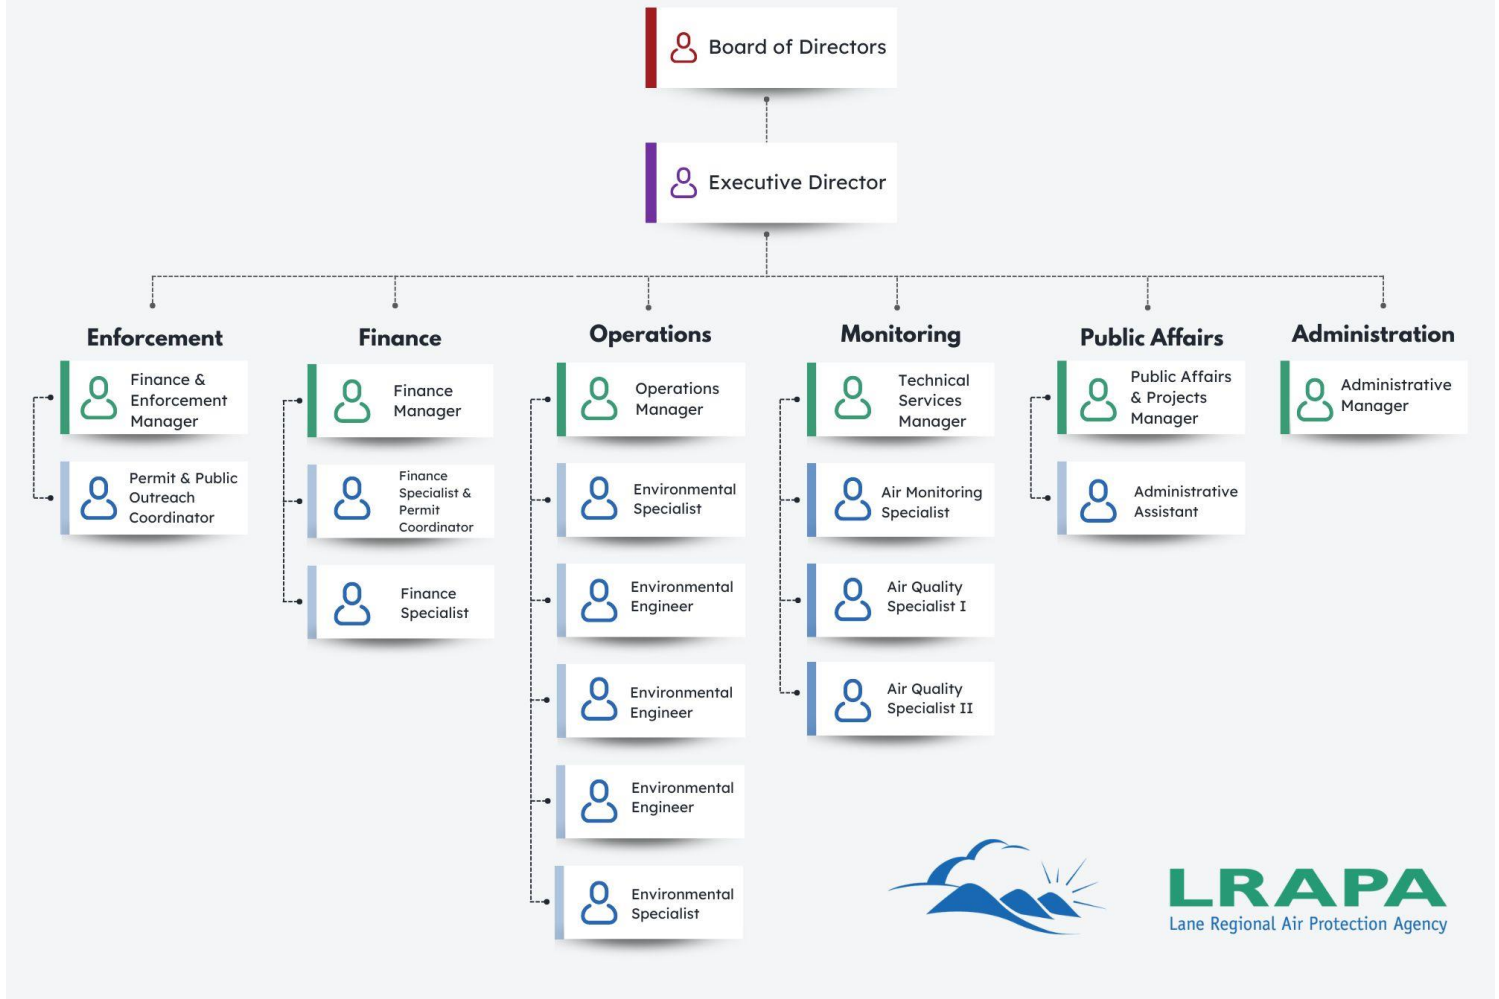 Board of Directors
Executive Director
Enforcement
Finance &
Enforcement
Manager
Permit & Public
Outreach
Coordinator
Finance
Finance
Manager
Finance
Specialist &
Permit
Coordinator
Finance
Specialist
Operations
Operations
Manager
Environmental
Specialist
Environmental
Engineer
Environmental
Engineer
Environmental
Engineer
Environmental
Specialist
Monitoring
Technical
Services
Manager
Air Monitoring
Specialist
Air Quality
Specialist I
Air Quality
Specialist II
Public Affairs
Public Affairs
& Projects
Manager
Administrative
Assistant
Administration
Administrative
Manager
LRAPA
Lane Regional Air Protection Agency